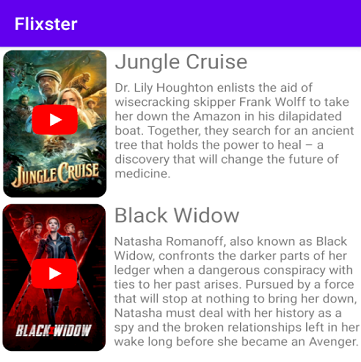 Flixster
Jungle Cruise
Dr. Lily Houghton enlists the aid of
wisecracking skipper Frank Wolff to take
her down the Amazon in his dilapidated
boat. Together, they search for an ancient
tree that holds the power to heal – a
discovery that will change the future of
medicine.
JUNGLE CRUISE
Black Widow
Natasha Romanoff, also known as Black
Widow, confronts the darker parts of her
ledger when a dangerous conspiracy with
ties to her past arises. Pursued by a force
that will stop at nothing to bring her down,
Natasha must deal with her history as a
spy and the broken relationships left in her
wake long before she became an Avenger.
BLACK WIDOW